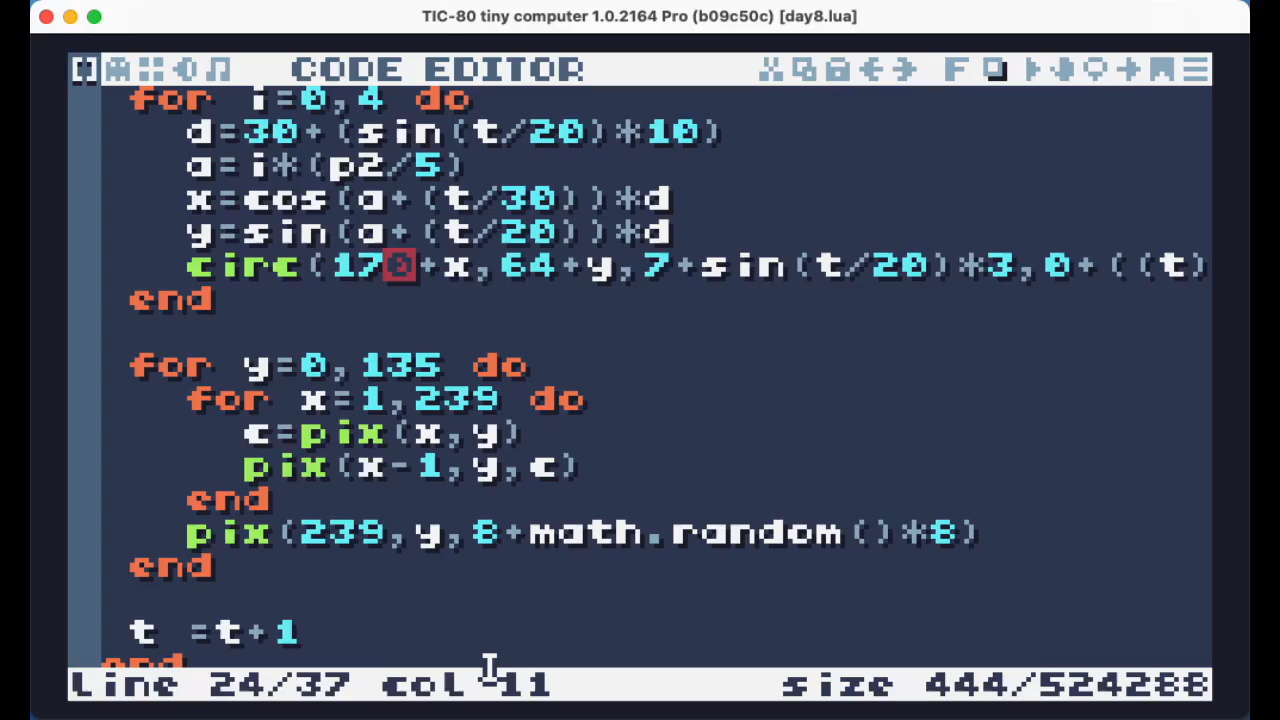 TIC-80 tiny computer 1.0.2164 Pro (b09c50c) [day8.lua]
CODE EDITOR F
for i=0,4 do
d=30+(sin(t/20)*10)
a=i*(p2/5)
x=cos(a+(t/30))*d
y=sin(a+(t/20))*d
circ(170+x,64+y,7+sin(t/20)*3,0+((t)
end
for y=0,135 do
for x=1,239 do
c=pix(x,y)
pix(x-1,y,c)
end
pix(239,y,8+math.random()*8)
end
t =t+1
end
line 24/37 col 11 size 444/524288